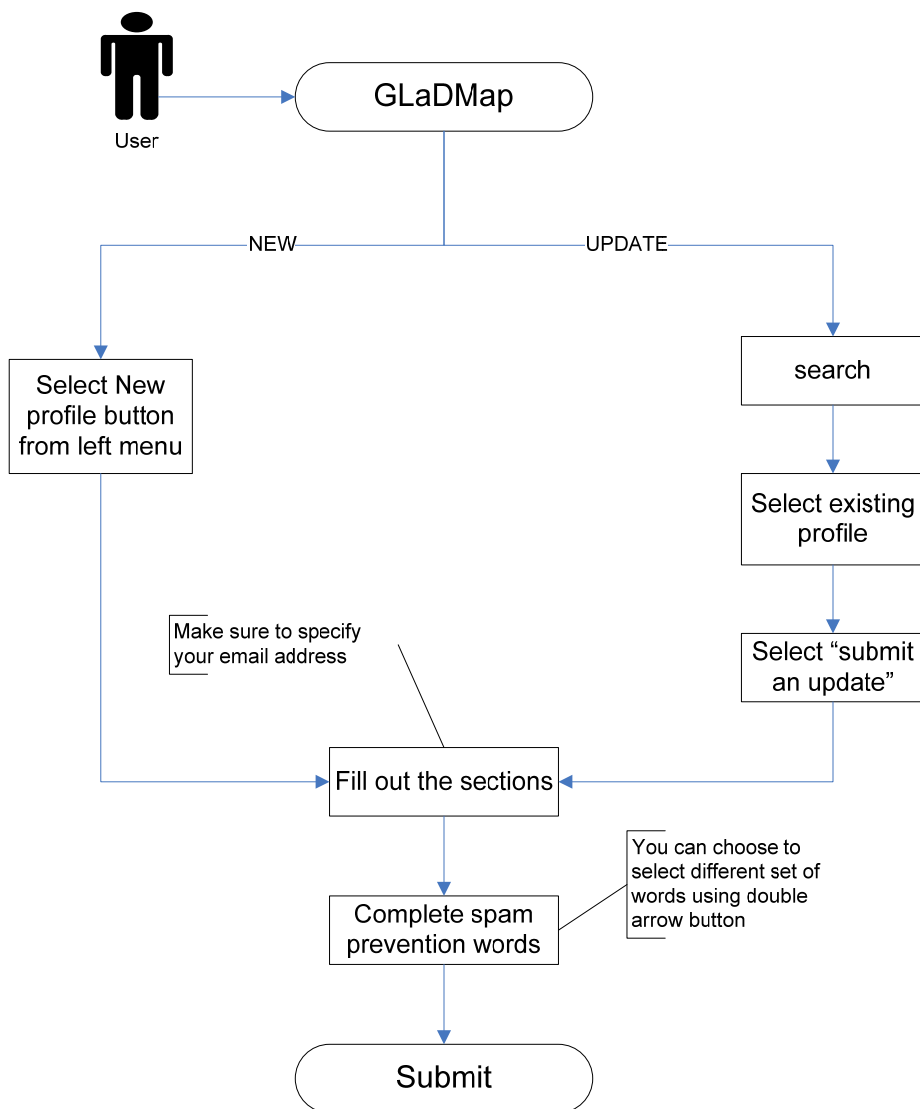 GLaDMap
User
NEW
UPDATE
Select New
profile button
from left menu
search
Select existing
profile
Select “submit
an update”
Make sure to specify
your email address
Fill out the sections
You can choose to
select different set of
words using double
arrow button
Complete spam
prevention words
Submit